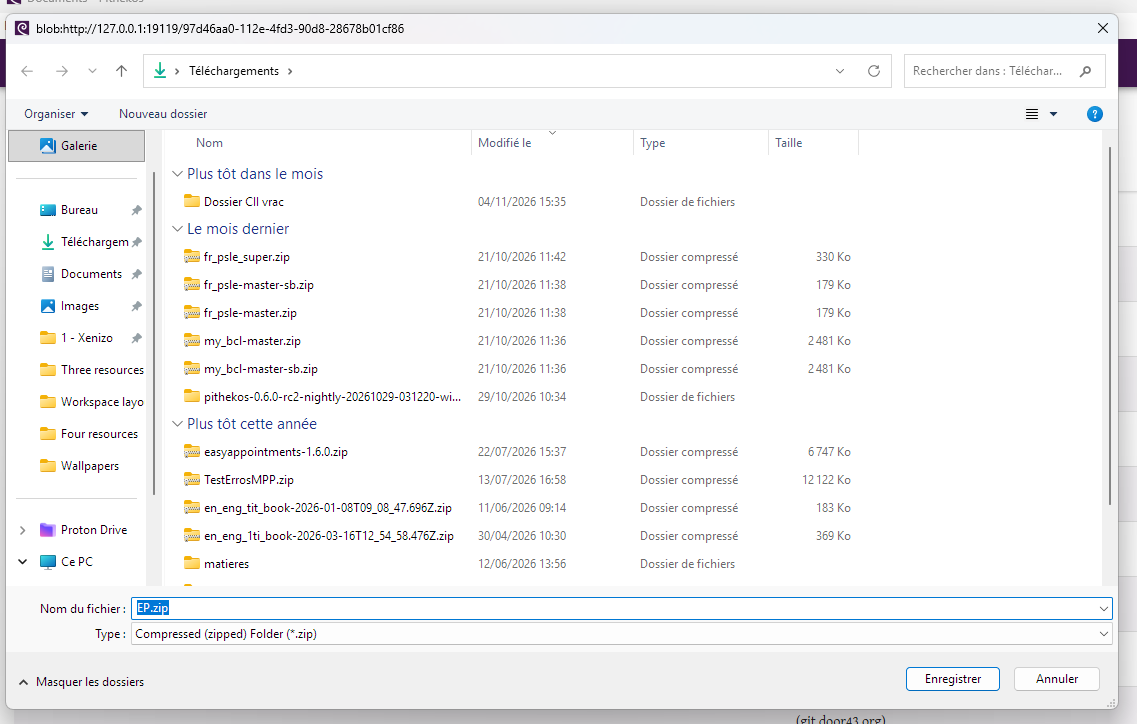 Documents - Pithekos
blob:http://127.0.0.1:19119/97d46aa0-112e-4fd3-90d8-28678b01cf86
Téléchargements
Rechercher dans : Téléchar...
Organiser
Nouveau dossier
Galerie
Bureau
Téléchargem
Documents
Images
1 - Xenizo
Three resources
Workspace layo
Four resources
Wallpapers
Proton Drive
Ce PC
Nom Modifié le Type Taille
Plus tôt dans le mois
Dossier CII vrac 04/11/2026 15:35 Dossier de fichiers
Le mois dernier
fr_psle_super.zip 21/10/2026 11:42 Dossier compressé 330 Ko
fr_psle-master-sb.zip 21/10/2026 11:38 Dossier compressé 179 Ko
fr_psle-master.zip 21/10/2026 11:38 Dossier compressé 179 Ko
my_bcl-master.zip 21/10/2026 11:36 Dossier compressé 2 481 Ko
my_bcl-master-sb.zip 21/10/2026 11:36 Dossier compressé 2 481 Ko
pithekos-0.6.0-rc2-nightly-20261029-031220-wi... 29/10/2026 10:34 Dossier de fichiers
Plus tôt cette année
easyappointments-1.6.0.zip 22/07/2026 15:37 Dossier compressé 6 747 Ko
TestErrosMPP.zip 13/07/2026 16:58 Dossier compressé 12 122 Ko
en_eng_tit_book-2026-01-08T09_08_47.696Z.zip 11/06/2026 09:14 Dossier compressé 183 Ko
en_eng_1ti_book-2026-03-16T12_54_58.476Z.zip 30/04/2026 10:30 Dossier compressé 369 Ko
matieres 12/06/2026 13:56 Dossier de fichiers
Nom du fichier : EP.zip
Type : Compressed (zipped) Folder (*.zip)
Masquer les dossiers
Enregistrer
Annuler
(git.door43.org)